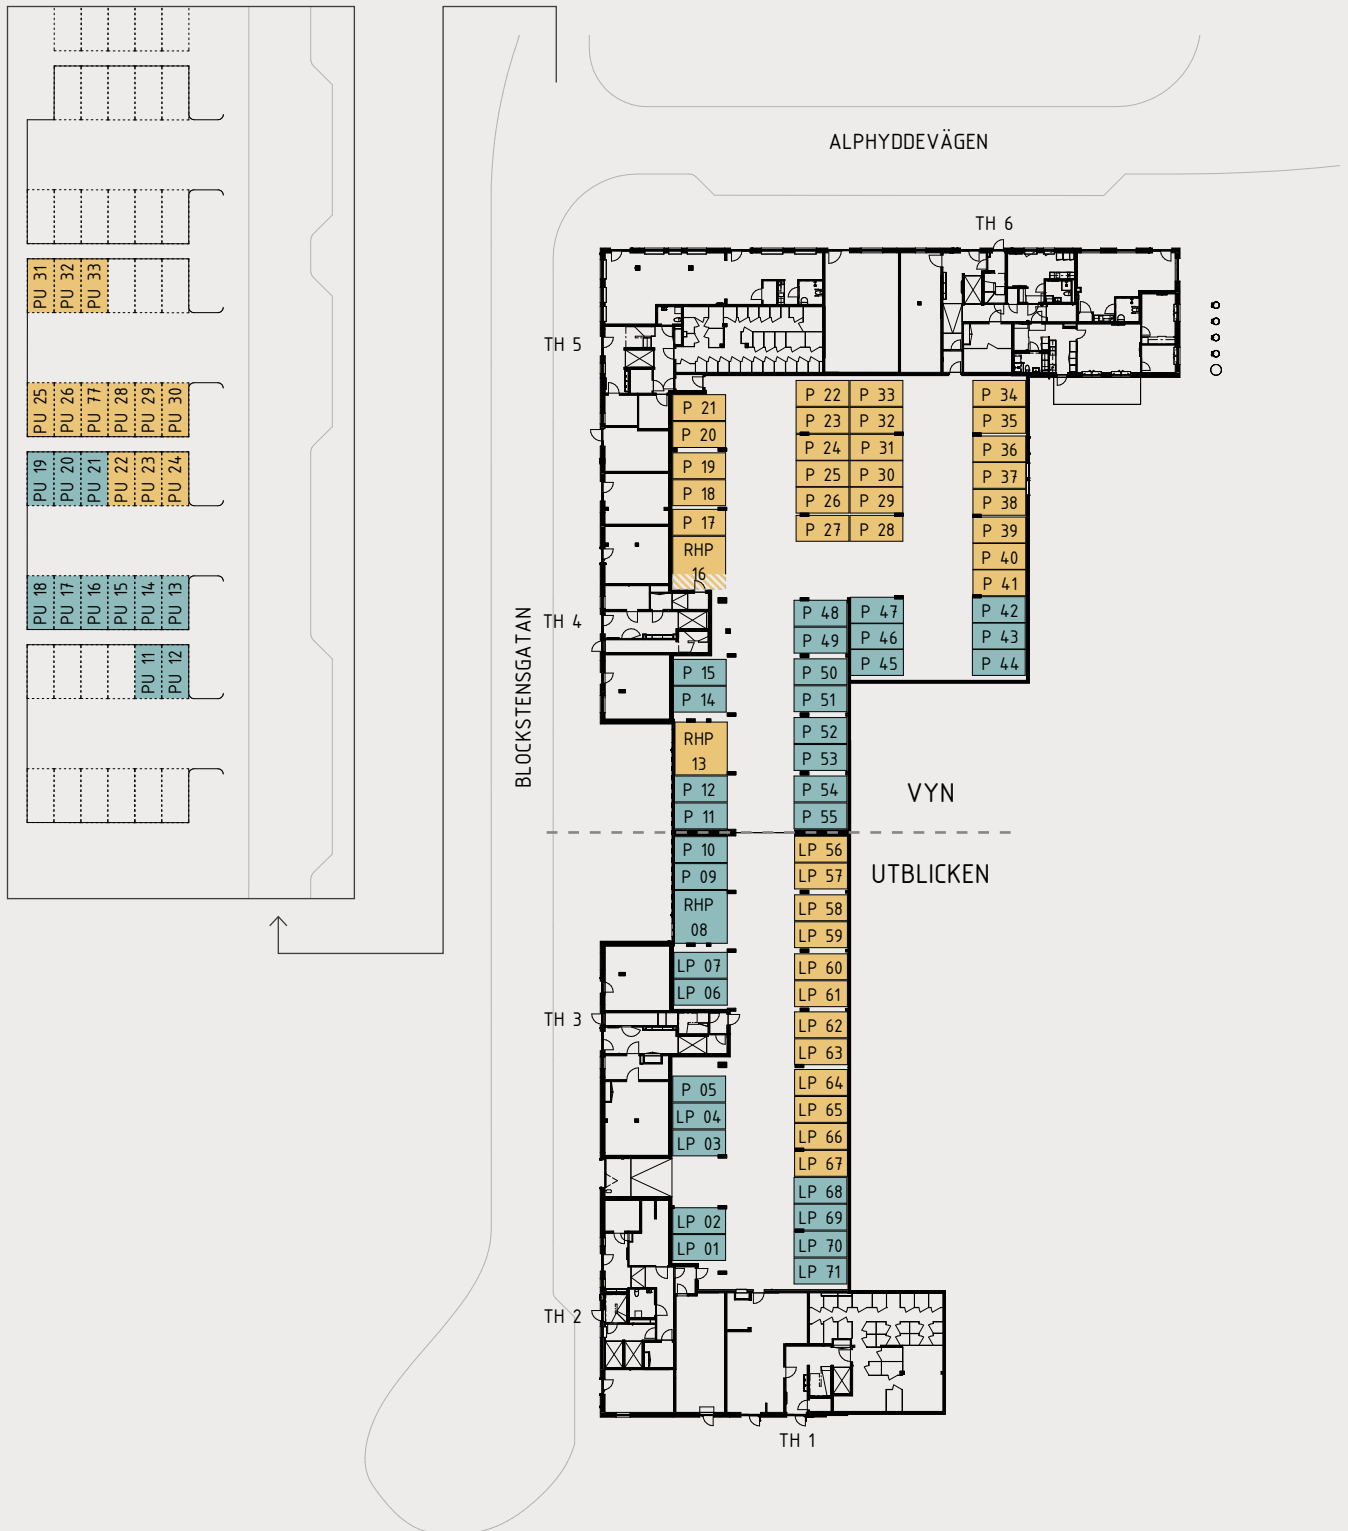 ALPHYDDEVÄGEN
TH 6
TH 5
TH 4
BLOCKSTENSGATAN
TH 3
TH 2
TH 1
VYN
UTBLICKEN
PU 31
PU 32
PU 33
PU 25
PU 26
PU 77
PU 28
PU 29
PU 30
PU 19
PU 20
PU 21
PU 22
PU 23
PU 24
PU 18
PU 17
PU 16
PU 15
PU 14
PU 13
PU 11
PU 12
P 21
P 20
P 19
P 18
P 17
RHP
16
P 15
P 14
RHP
13
P 12
P 11
P 10
P 09
RHP
08
LP 07
LP 06
P 05
LP 04
LP 03
LP 02
LP 01
P 22
P 23
P 24
P 25
P 26
P 27
P 33
P 32
P 31
P 30
P 29
P 28
P 34
P 35
P 36
P 37
P 38
P 39
P 40
P 41
P 42
P 43
P 44
P 47
P 46
P 45
P 48
P 49
P 50
P 51
P 52
P 53
P 54
P 55
LP 56
LP 57
LP 58
LP 59
LP 60
LP 61
LP 62
LP 63
LP 64
LP 65
LP 66
LP 67
LP 68
LP 69
LP 70
LP 71